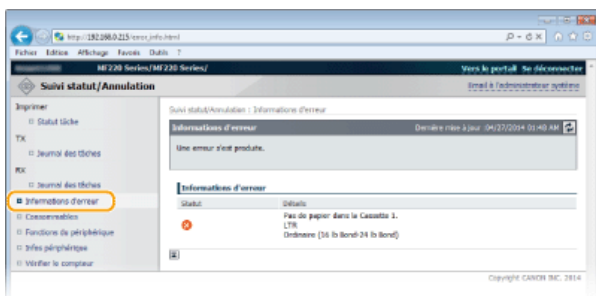 http://192.168.0.215/error_info.html
Fichier Edition Affichage Favoris Outils ?
MF220 Series/MF220 Series/
Vers le portail Se déconnecter
Suivi statut/Annulation
Email à l'administrateur système
Imprimer
Statut tâche
TX
Journal des tâches
RX
Journal des tâches
Informations d'erreur
Consommables
Fonctions de périphérique
Infos périphérique
Vérifier le compteur
Suivi statut/Annulation : Informations d'erreur
Informations d'erreur
Dernière mise à jour :04/27/2014 01:40 AM
Une erreur s'est produite.
Informations d'erreur
Statut Détails
Pas de papier dans la Cassette 1.
LTR
Ordinaire (16 lb Bond-24 lb Bond)
Copyright CANON INC. 2014